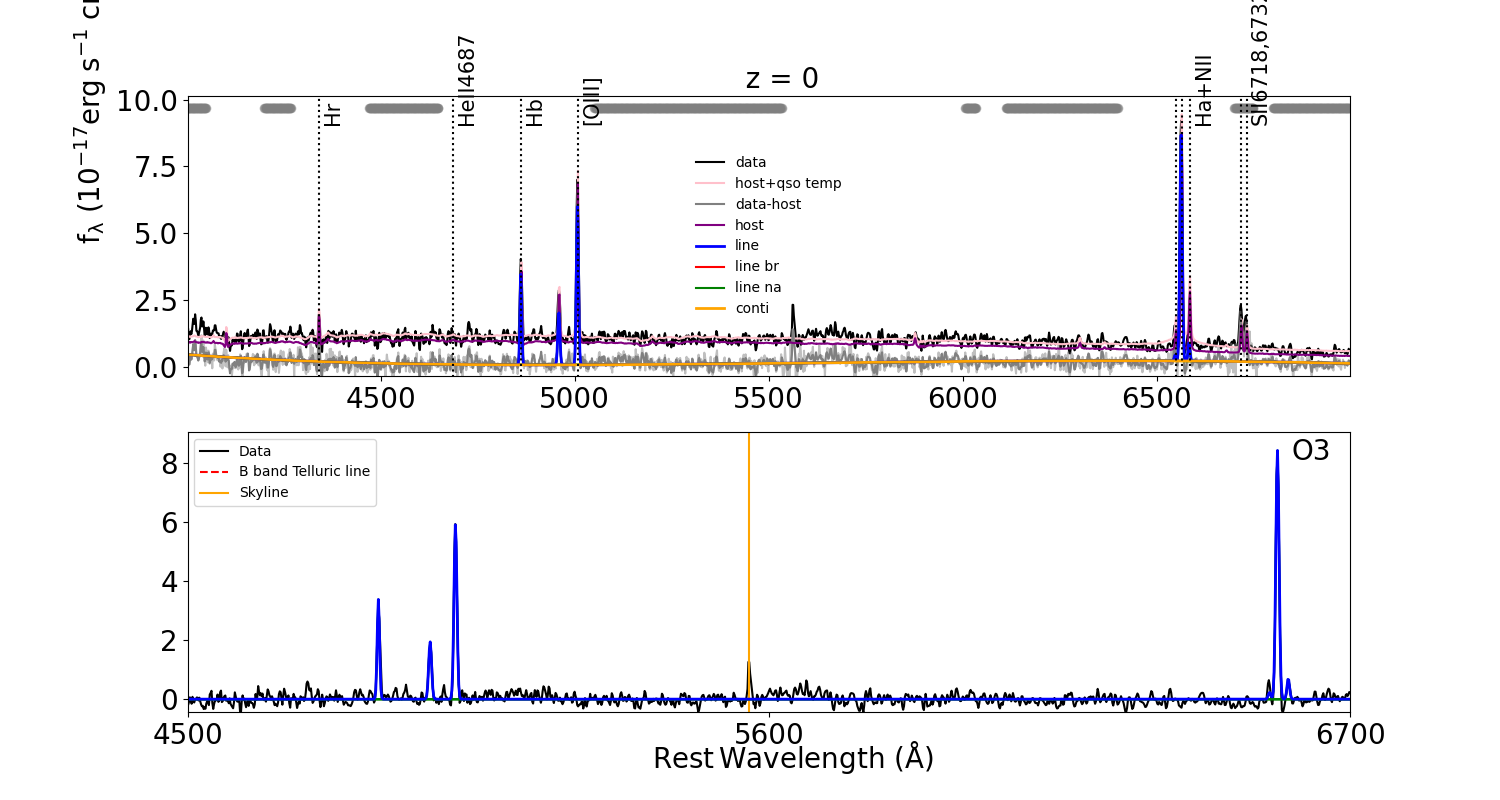 z = 0
f_λ (10^−17 erg s^−1
Hr
HeII4687
Hb
[OIII]
Ha+NII
SII6718,673
10.0
7.5
5.0
2.5
0.0
data
host+qso temp
data-host
host
line
line br
line na
conti
4500 5000 5500 6000 6500
Data
B band Telluric line
Skyline
O3
8
6
4
2
0
4500 5600 6700
Rest Wavelength (Å)